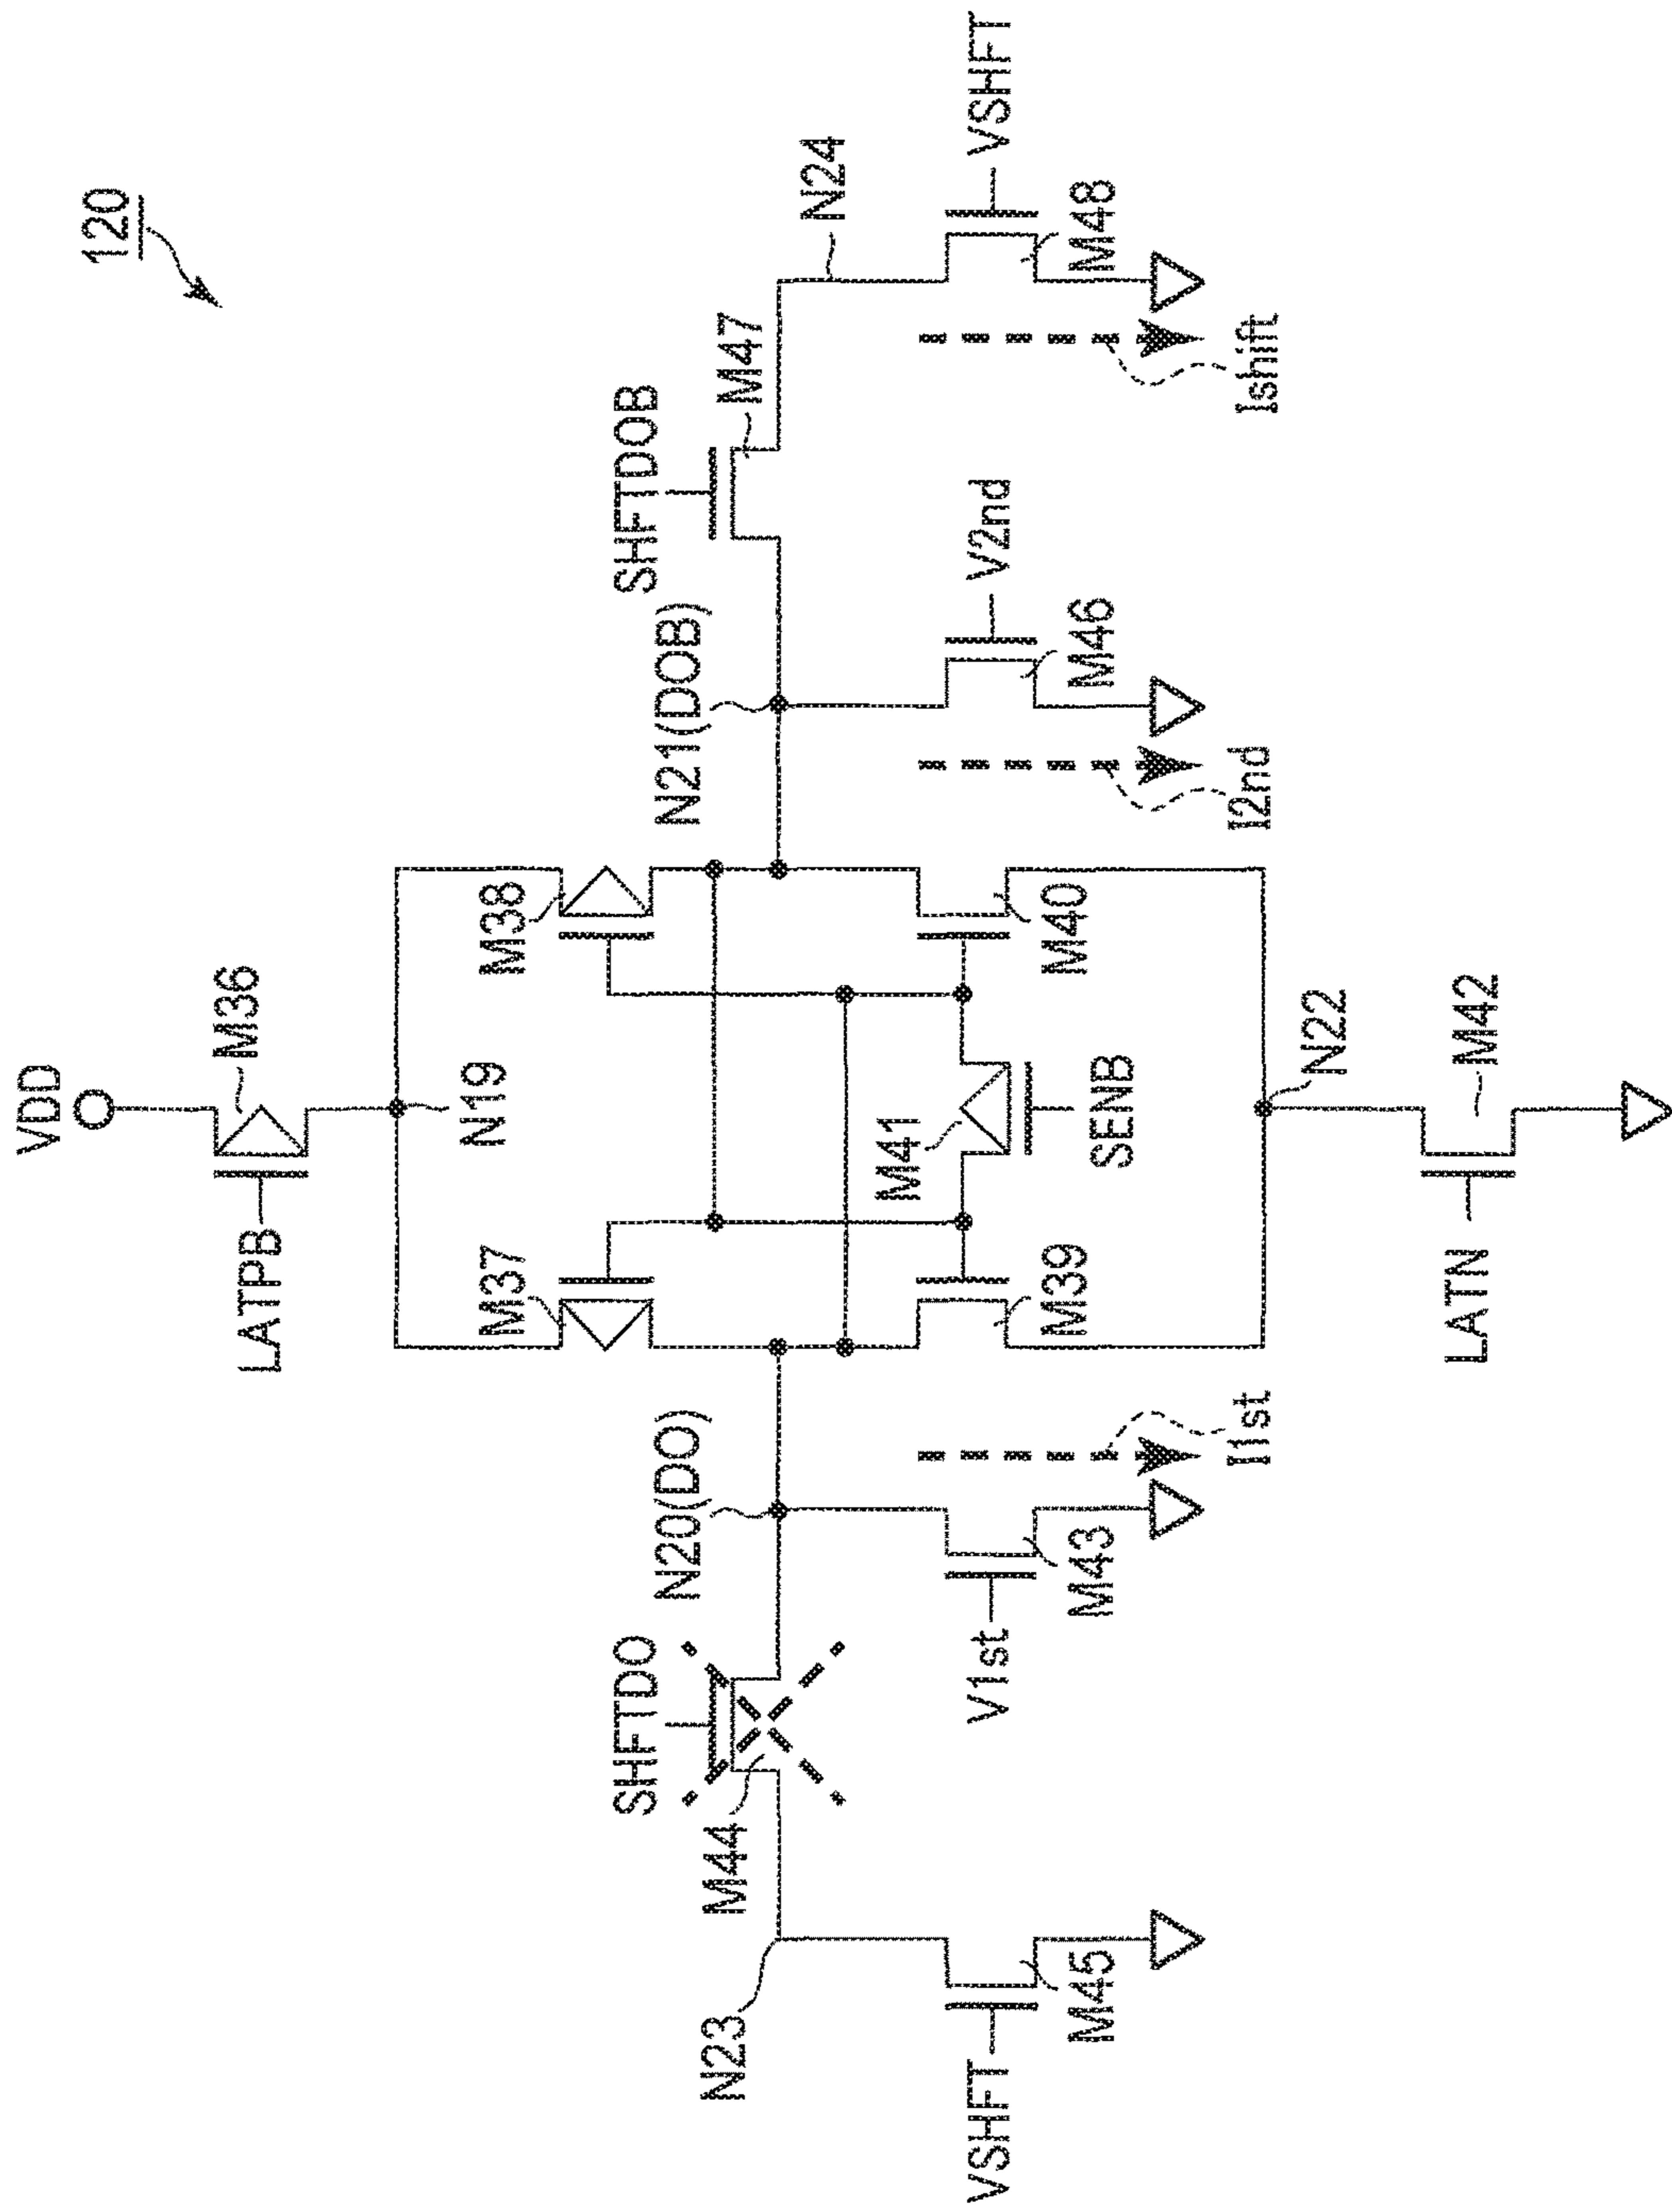 120
VDD
M36
LATPB
N19
M37
M38
SHFTDO
M44
N20(DO)
N21(DOB)
SHFTDOB
M47
N24
N23
M41
SENB
M39
M40
V1st
M43
VSHFT
M45
V2nd
M46
VSHFT
M48
I1st
I2nd
Ishift
N22
LATN
M42